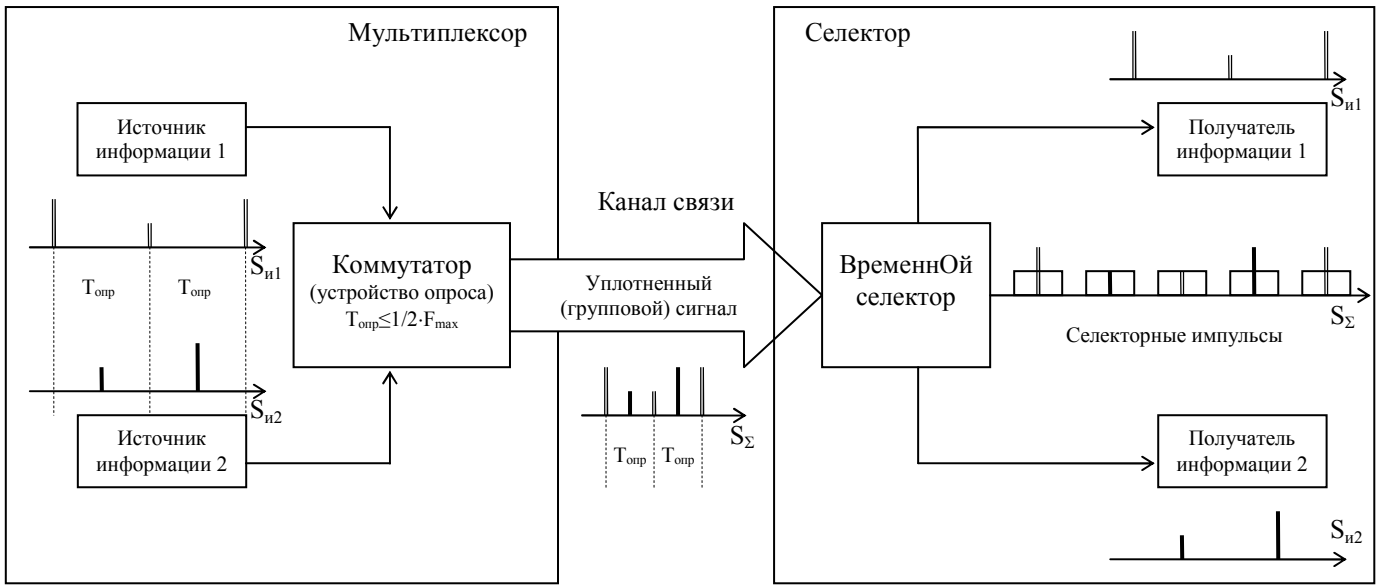 Мультиплексор
Источник
информации 1
Sи1
Tопр
Tопр
Sи2
Источник
информации 2
Коммутатор
(устройство опроса)
Tопр≤1/2·Fmax
Канал связи
Уплотненный
(групповой) сигнал
SΣ
Tопр
Tопр
Селектор
Sи1
Получатель
информации 1
ВременнОй
селектор
SΣ
Селекторные импульсы
Получатель
информации 2
Sи2